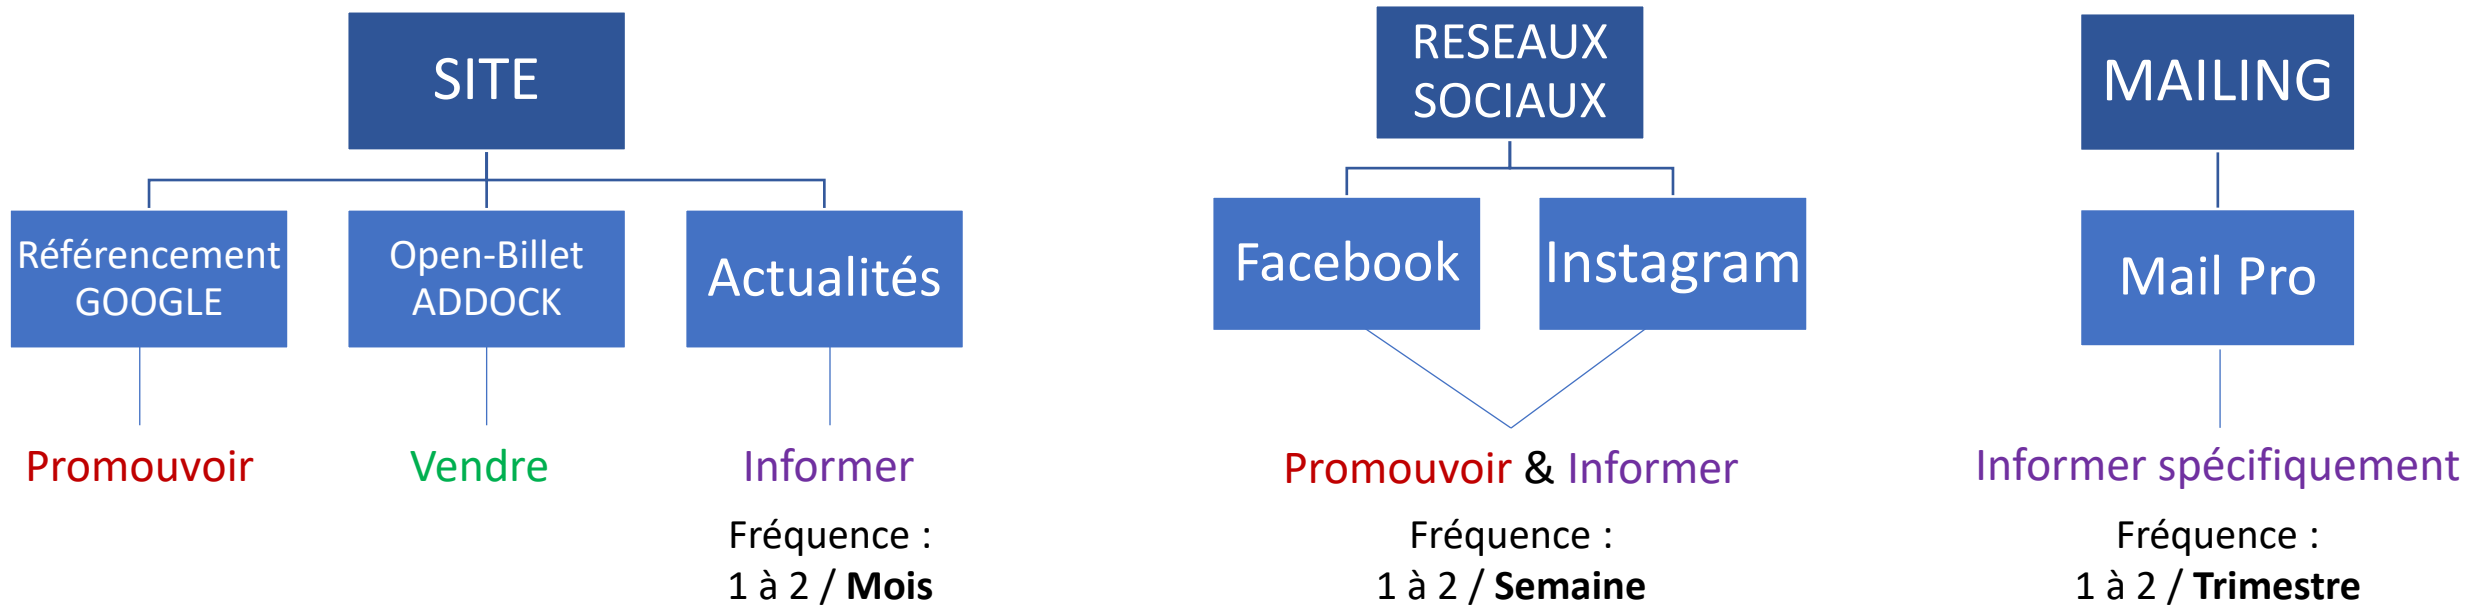 SITE
Référencement
GOOGLE
Open-Billet
ADDOCK
Actualités
Promouvoir
Vendre
Informer
Fréquence :
1 à 2 / Mois
RESEAUX
SOCIAUX
Facebook
Instagram
Promouvoir & Informer
Fréquence :
1 à 2 / Semaine
MAILING
Mail Pro
Informer spécifiquement
Fréquence :
1 à 2 / Trimestre